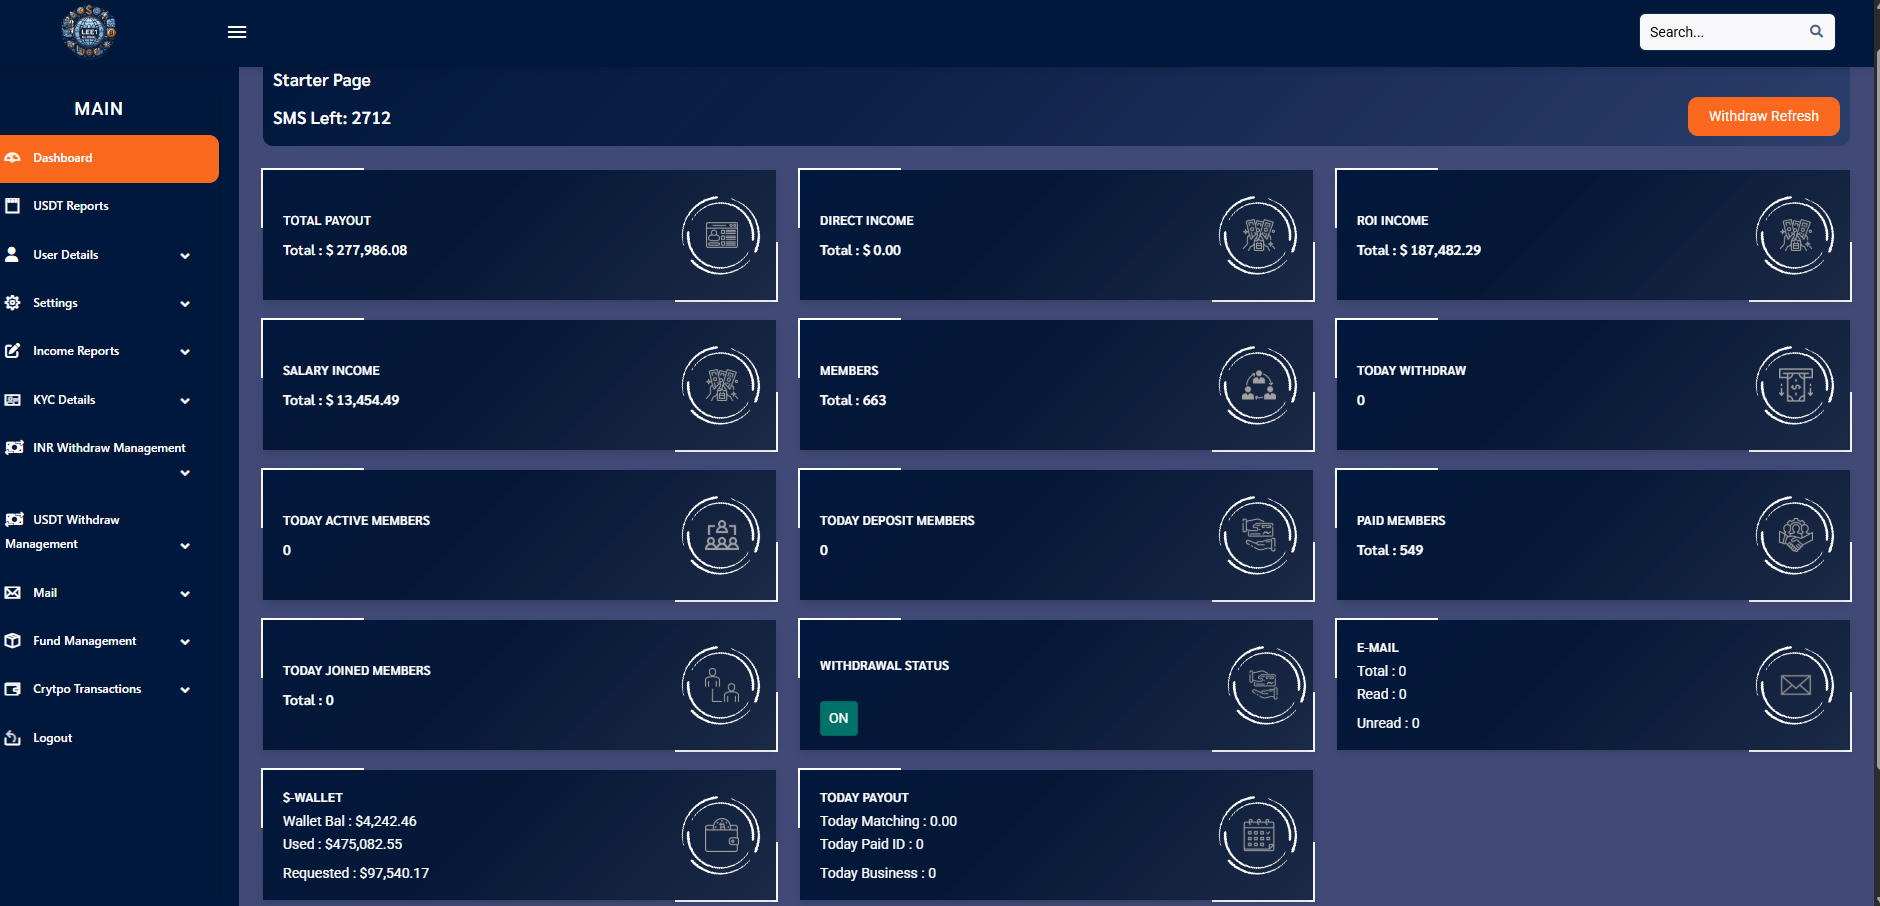 LEE1
Search...
MAIN
Dashboard
USDT Reports
User Details
Settings
Income Reports
KYC Details
INR Withdraw Management
USDT Withdraw
Management
Mail
Fund Management
Crytpo Transactions
Logout
Starter Page
SMS Left: 2712
Withdraw Refresh
TOTAL PAYOUT
Total : $ 277,986.08
DIRECT INCOME
Total : $ 0.00
ROI INCOME
Total : $ 187,482.29
SALARY INCOME
Total : $ 13,454.49
MEMBERS
Total : 663
TODAY WITHDRAW
0
TODAY ACTIVE MEMBERS
0
TODAY DEPOSIT MEMBERS
0
PAID MEMBERS
Total : 549
TODAY JOINED MEMBERS
Total : 0
WITHDRAWAL STATUS
ON
E-MAIL
Total : 0
Read : 0
Unread : 0
$-WALLET
Wallet Bal : $4,242.46
Used : $475,082.55
Requested : $97,540.17
TODAY PAYOUT
Today Matching : 0.00
Today Paid ID : 0
Today Business : 0